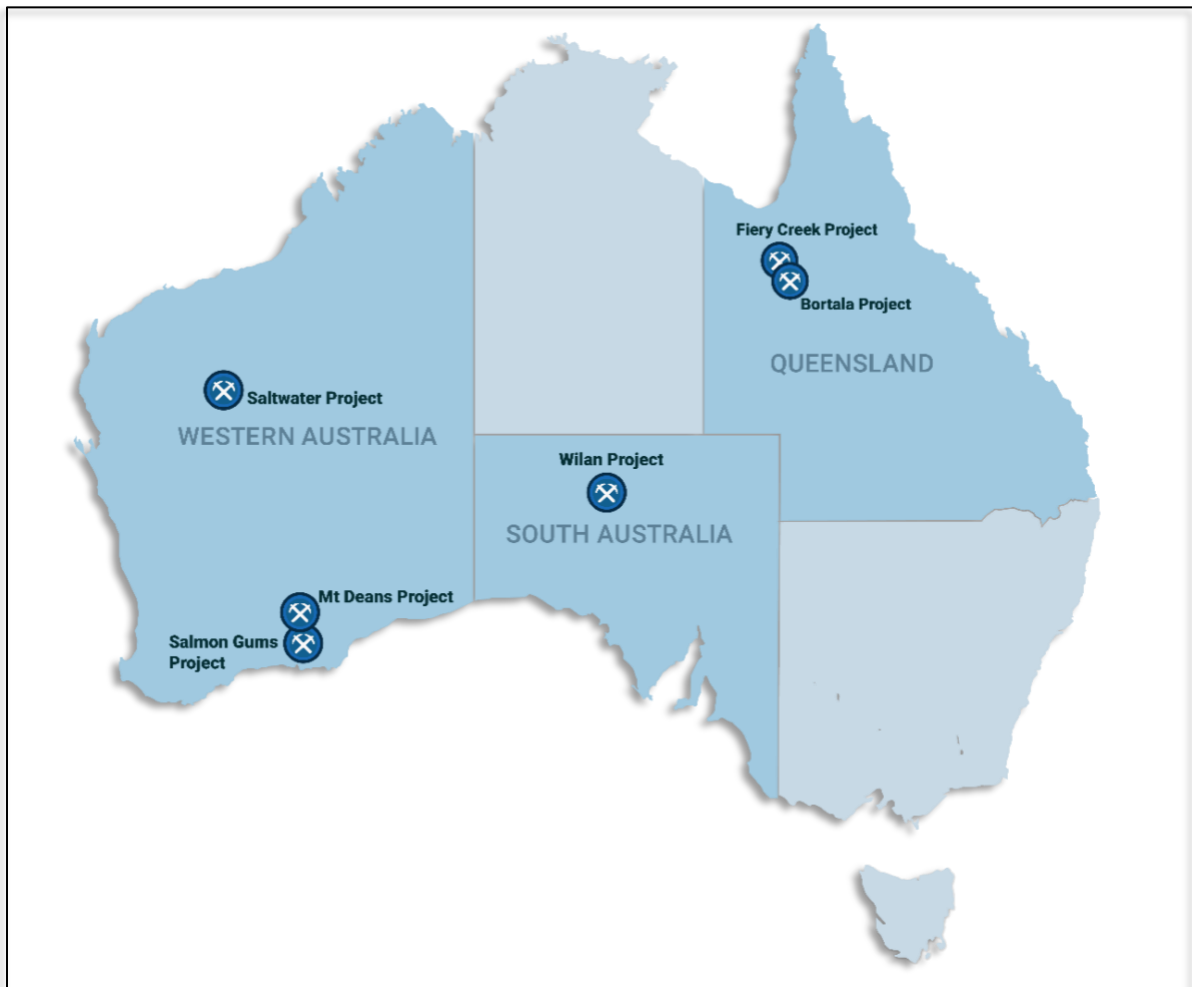 Fiery Creek Project
Bortala Project
QUEENSLAND
Saltwater Project
WESTERN AUSTRALIA
Wilan Project
SOUTH AUSTRALIA
Mt Deans Project
Salmon Gums
Project